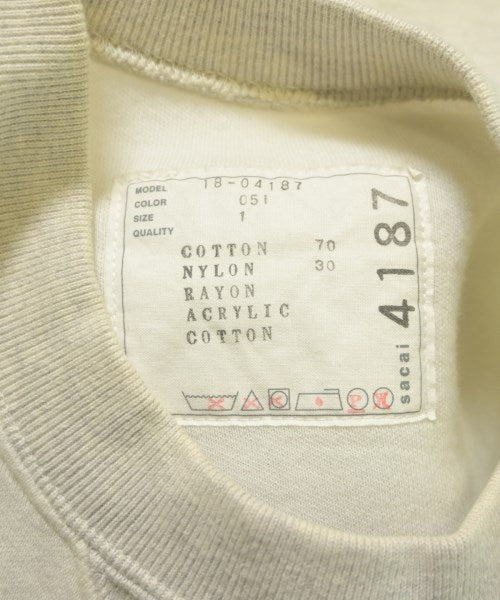 MODEL 18-04187
COLOR 051
SIZE 1
QUALITY
COTTON 70
NYLON 30
RAYON
ACRYLIC
COTTON
P
sacai 4187